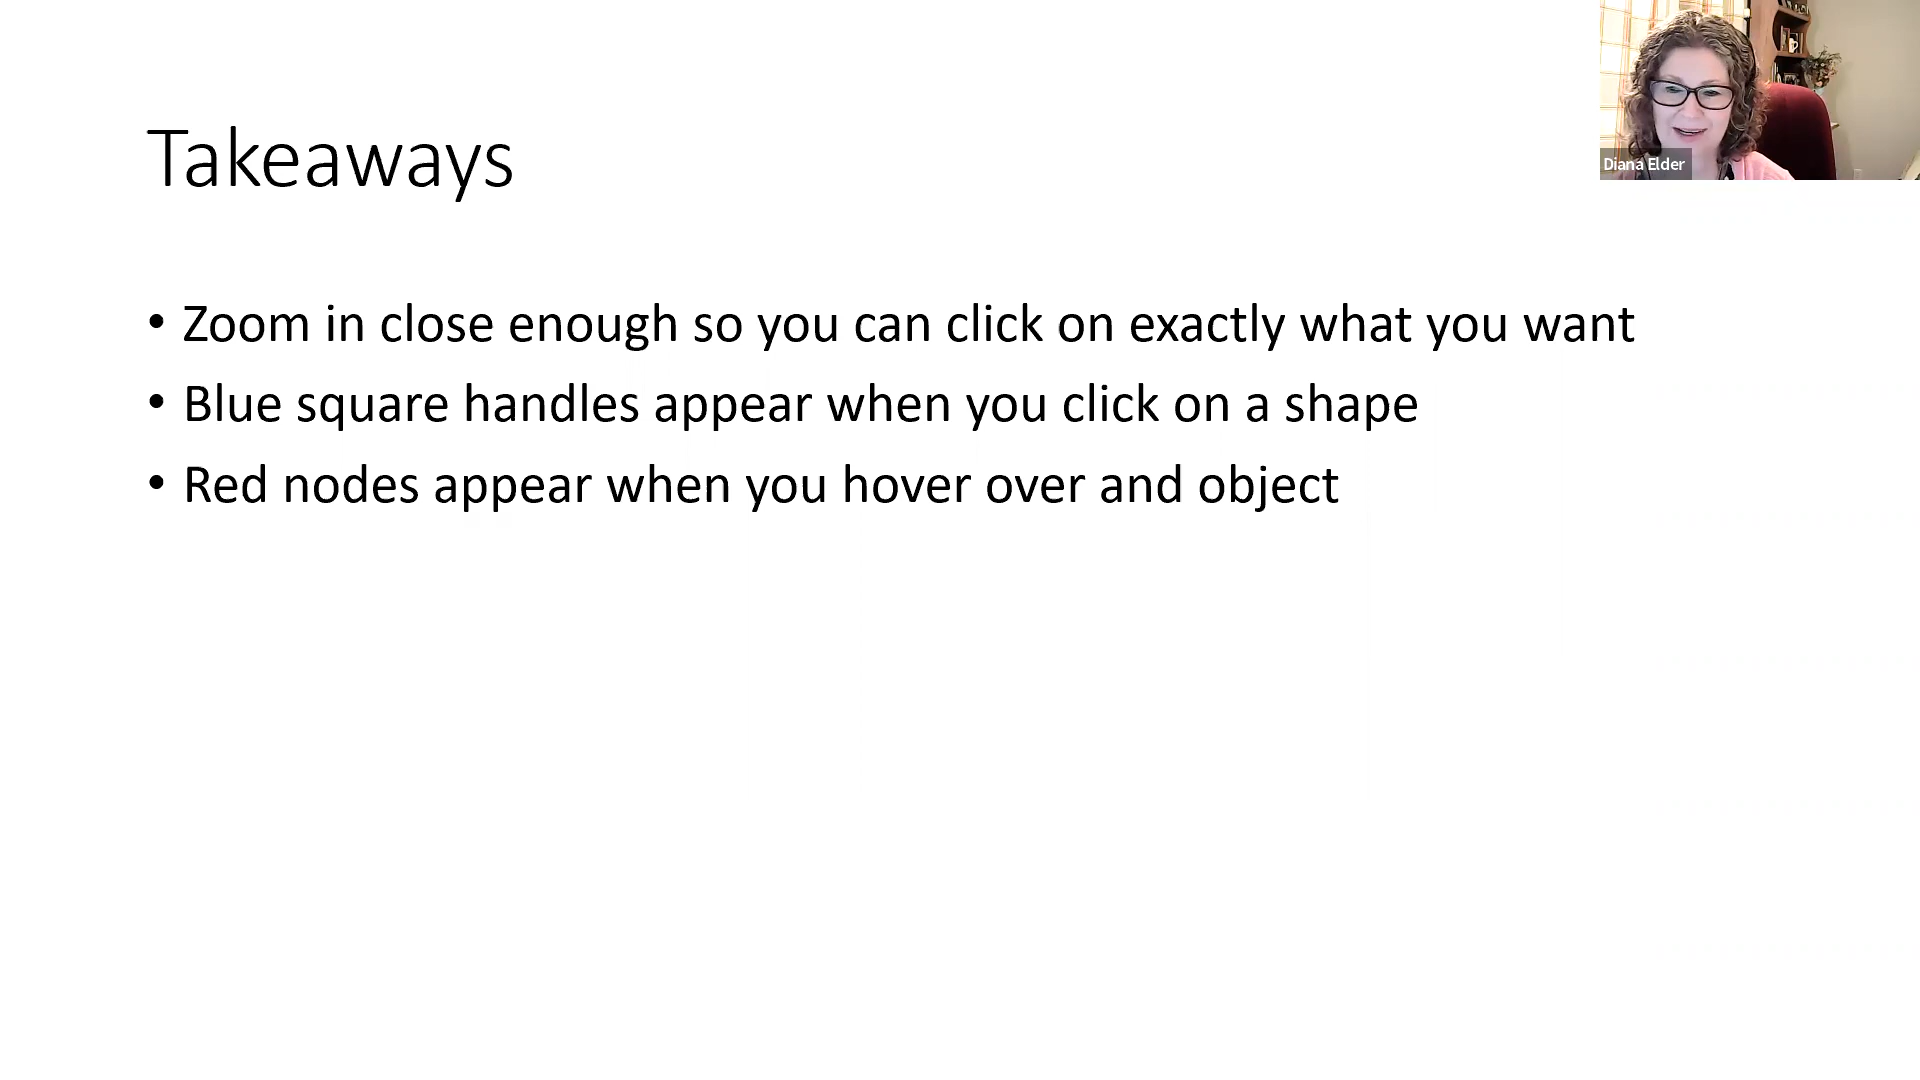 Diana Elder
Takeaways
• Zoom in close enough so you can click on exactly what you want
• Blue square handles appear when you click on a shape
• Red nodes appear when you hover over and object